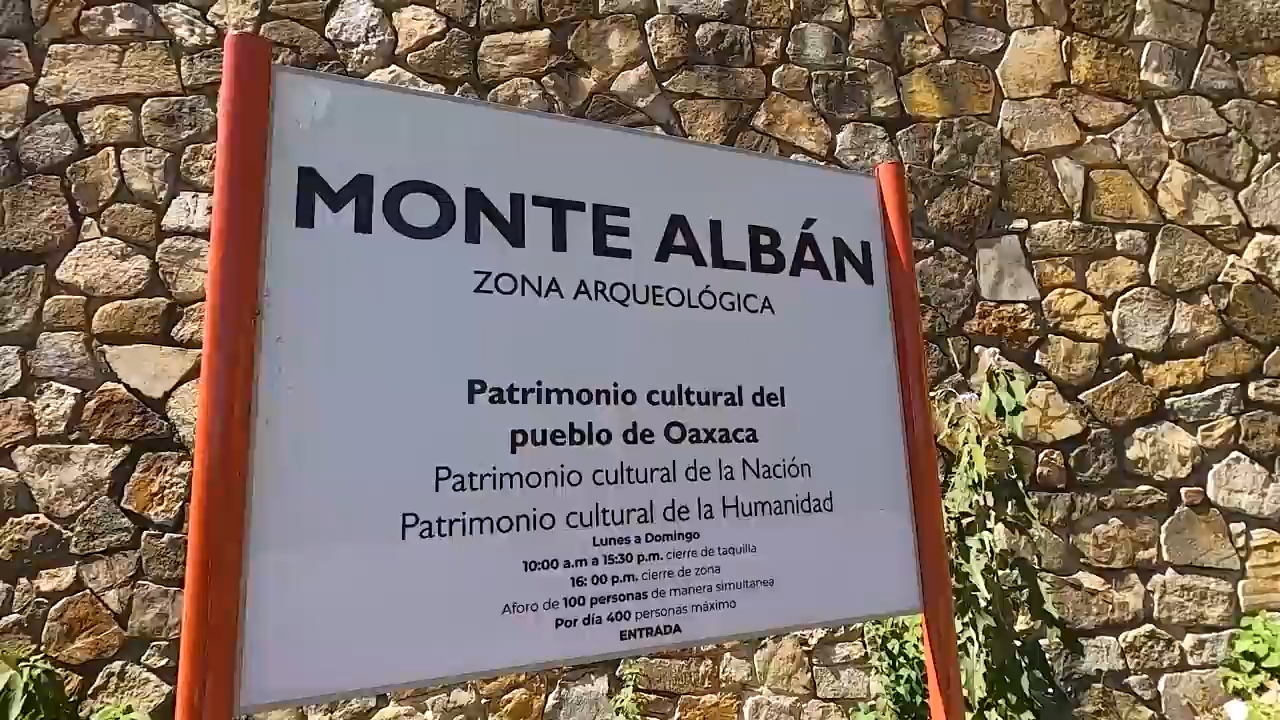 MONTE ALBÁN
ZONA ARQUEOLÓGICA
Patrimonio cultural del
pueblo de Oaxaca
Patrimonio cultural de la Nación
Patrimonio cultural de la Humanidad
Lunes a Domingo
10:00 a.m a 15:30 p.m. cierre de taquilla
16: 00 p.m. cierre de zona
Aforo de 100 personas de manera simultanea
Por día 400 personas máximo
ENTRADA